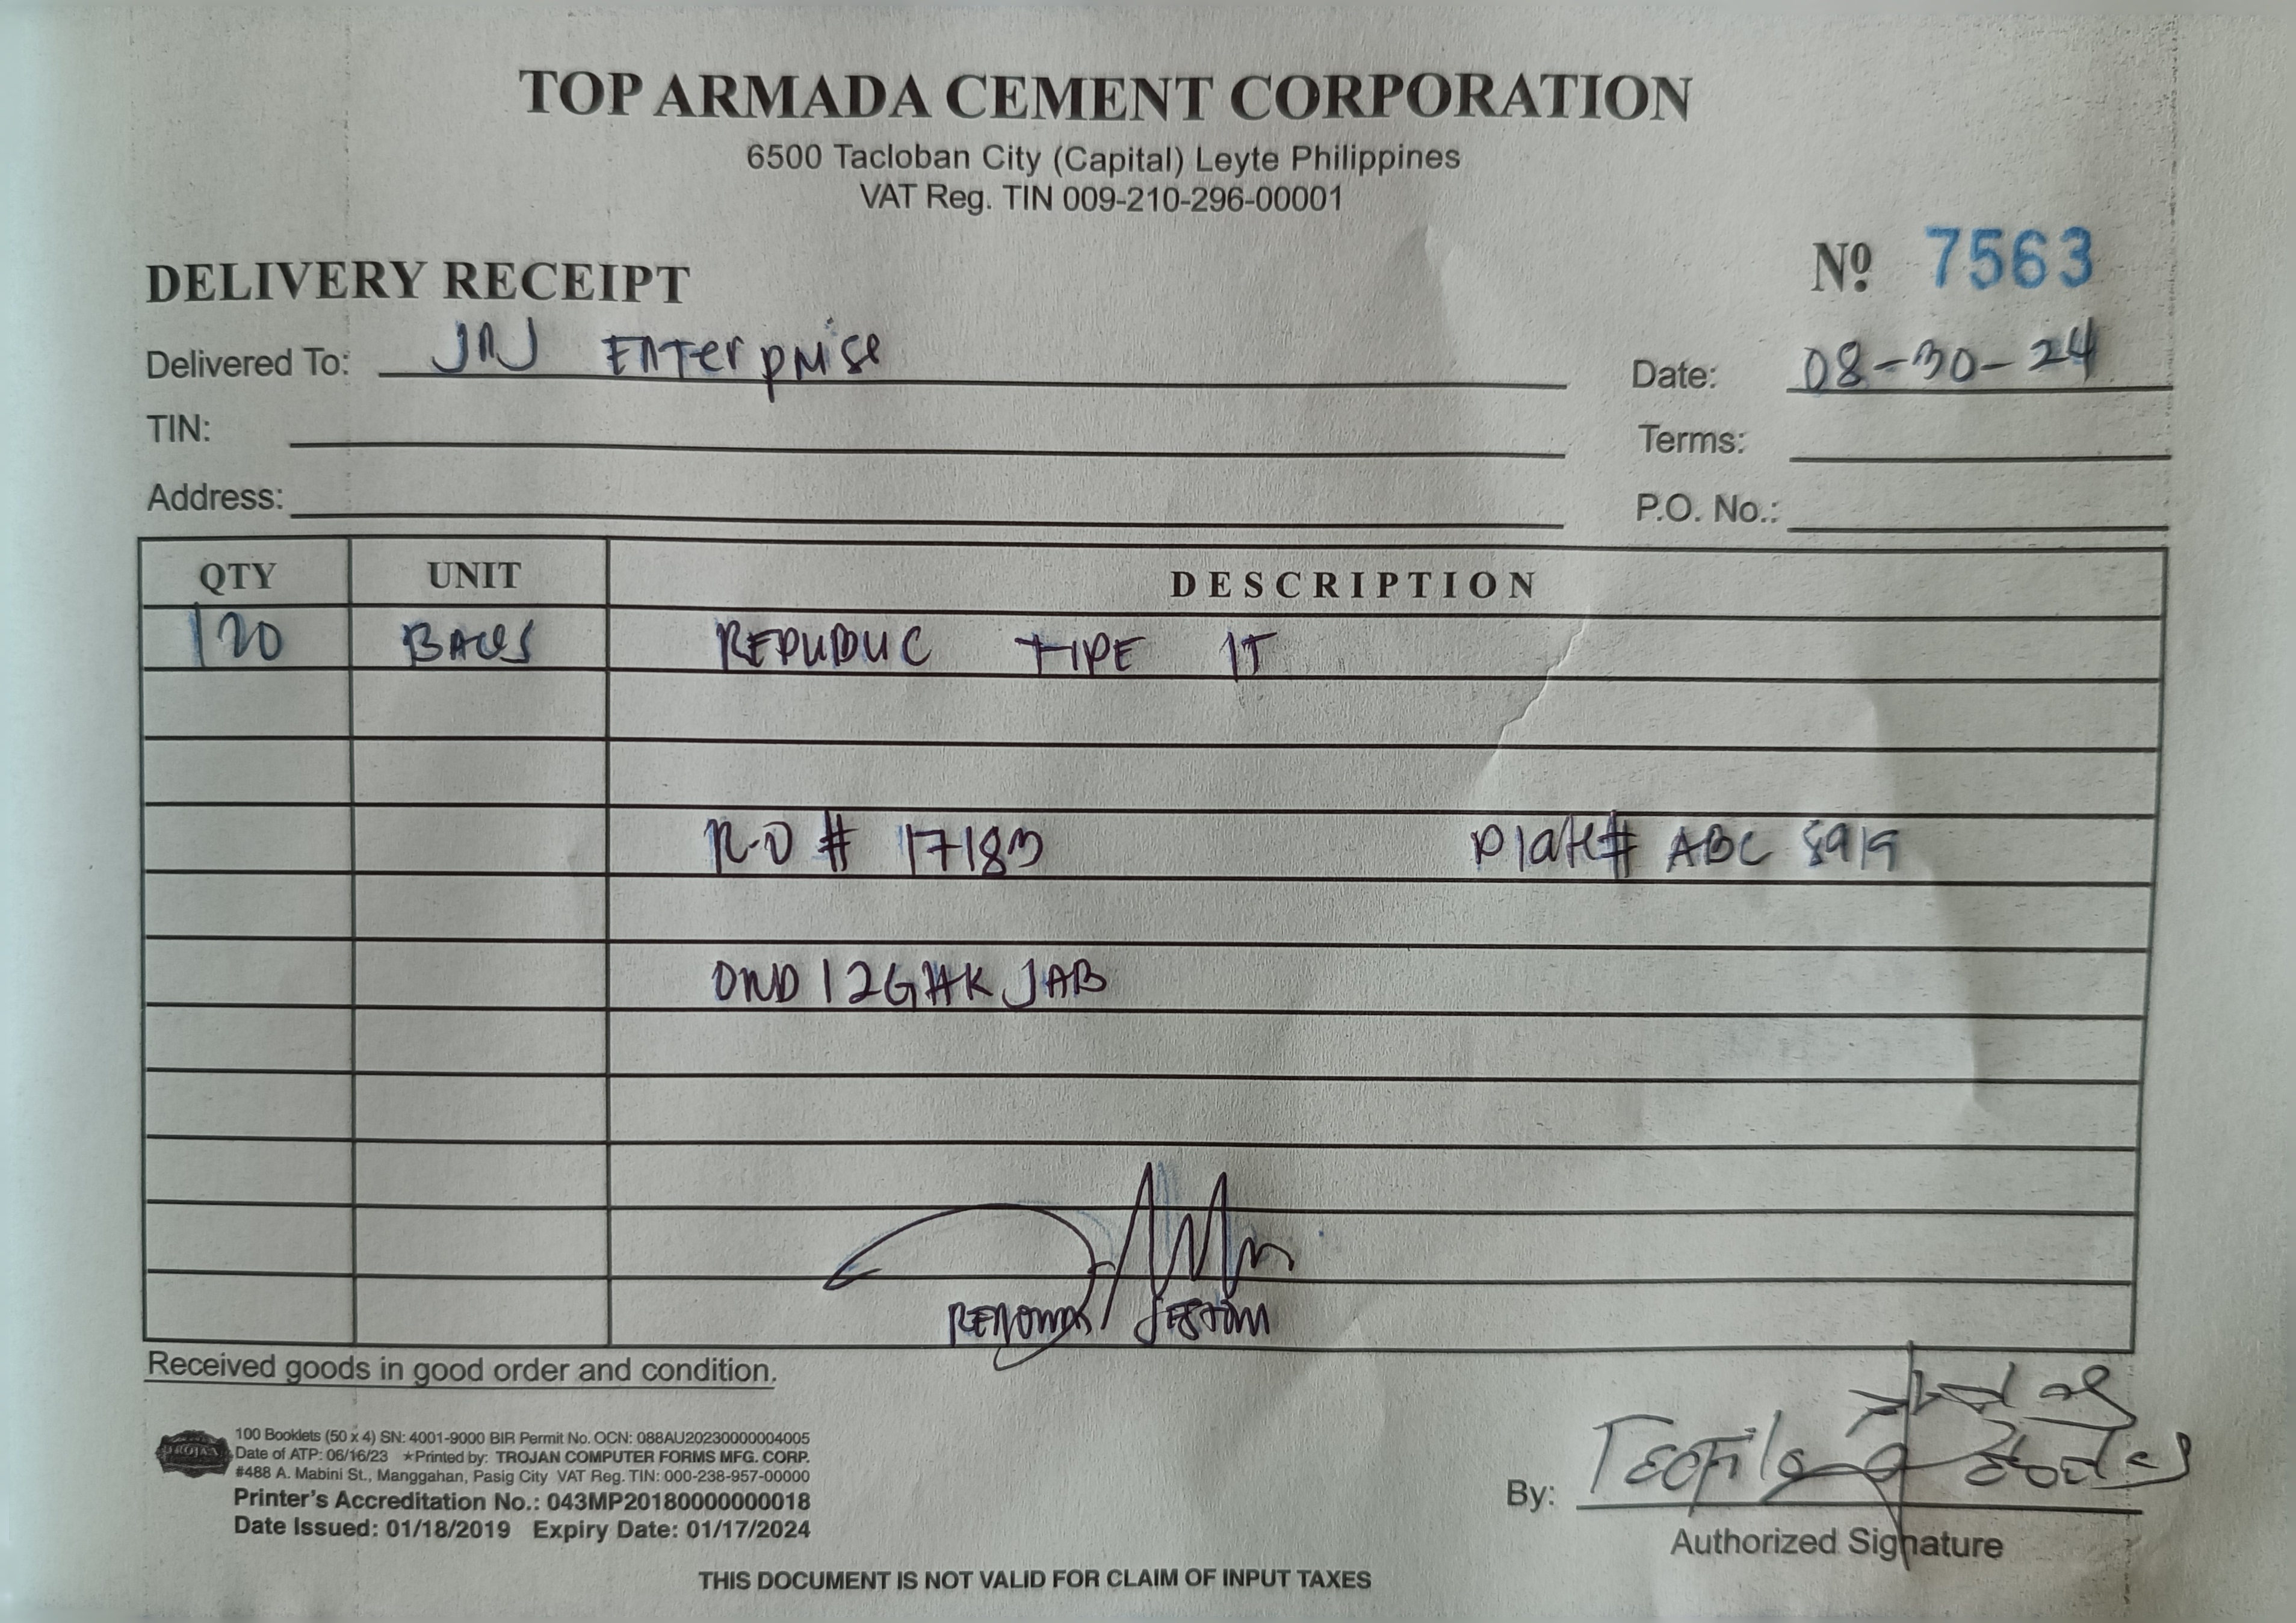 TOP ARMADA CEMENT CORPORATION
6500 Tacloban City (Capital) Leyte Philippines
VAT Reg. TIN 009-210-296-00001
DELIVERY RECEIPT
No 7563
Delivered To: JNJ Enterprise
Date: 08-30-24
TIN:
Terms:
Address:
P.O. No.:
QTY UNIT DESCRIPTION
120 BAGS REPUBLIC TYPE 1T
R.O # 17183 Plate# ABC 5919
Received goods in good order and condition.
TROJAN
100 Booklets (50 x 4) SN: 4001-9000 BIR Permit No. OCN: 088AU20230000004005
Date of ATP: 06/16/23 ★Printed by: TROJAN COMPUTER FORMS MFG. CORP.
#488 A. Mabini St., Manggahan, Pasig City VAT Reg. TIN: 000-238-957-00000
Printer's Accreditation No.: 043MP20180000000018
Date Issued: 01/18/2019 Expiry Date: 01/17/2024
By: Teofilo
Authorized Signature
THIS DOCUMENT IS NOT VALID FOR CLAIM OF INPUT TAXES